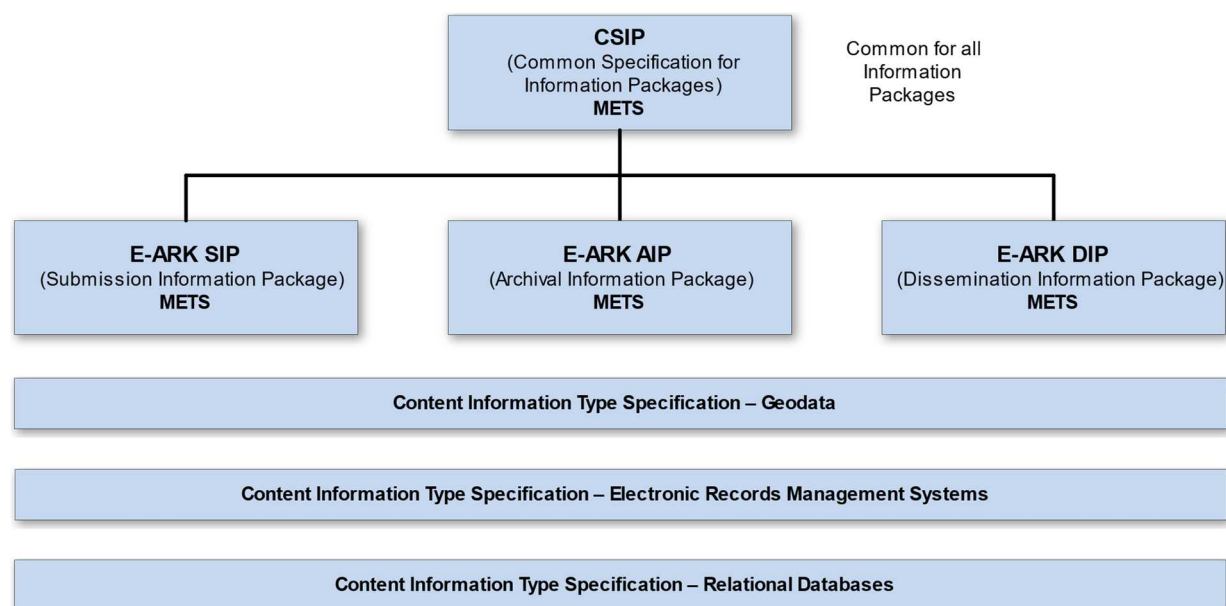 CSIP
(Common Specification for
Information Packages)
METS
Common for all
Information
Packages
E-ARK SIP
(Submission Information Package)
METS
E-ARK AIP
(Archival Information Package)
METS
E-ARK DIP
(Dissemination Information Package)
METS
Content Information Type Specification – Geodata
Content Information Type Specification – Electronic Records Management Systems
Content Information Type Specification – Relational Databases